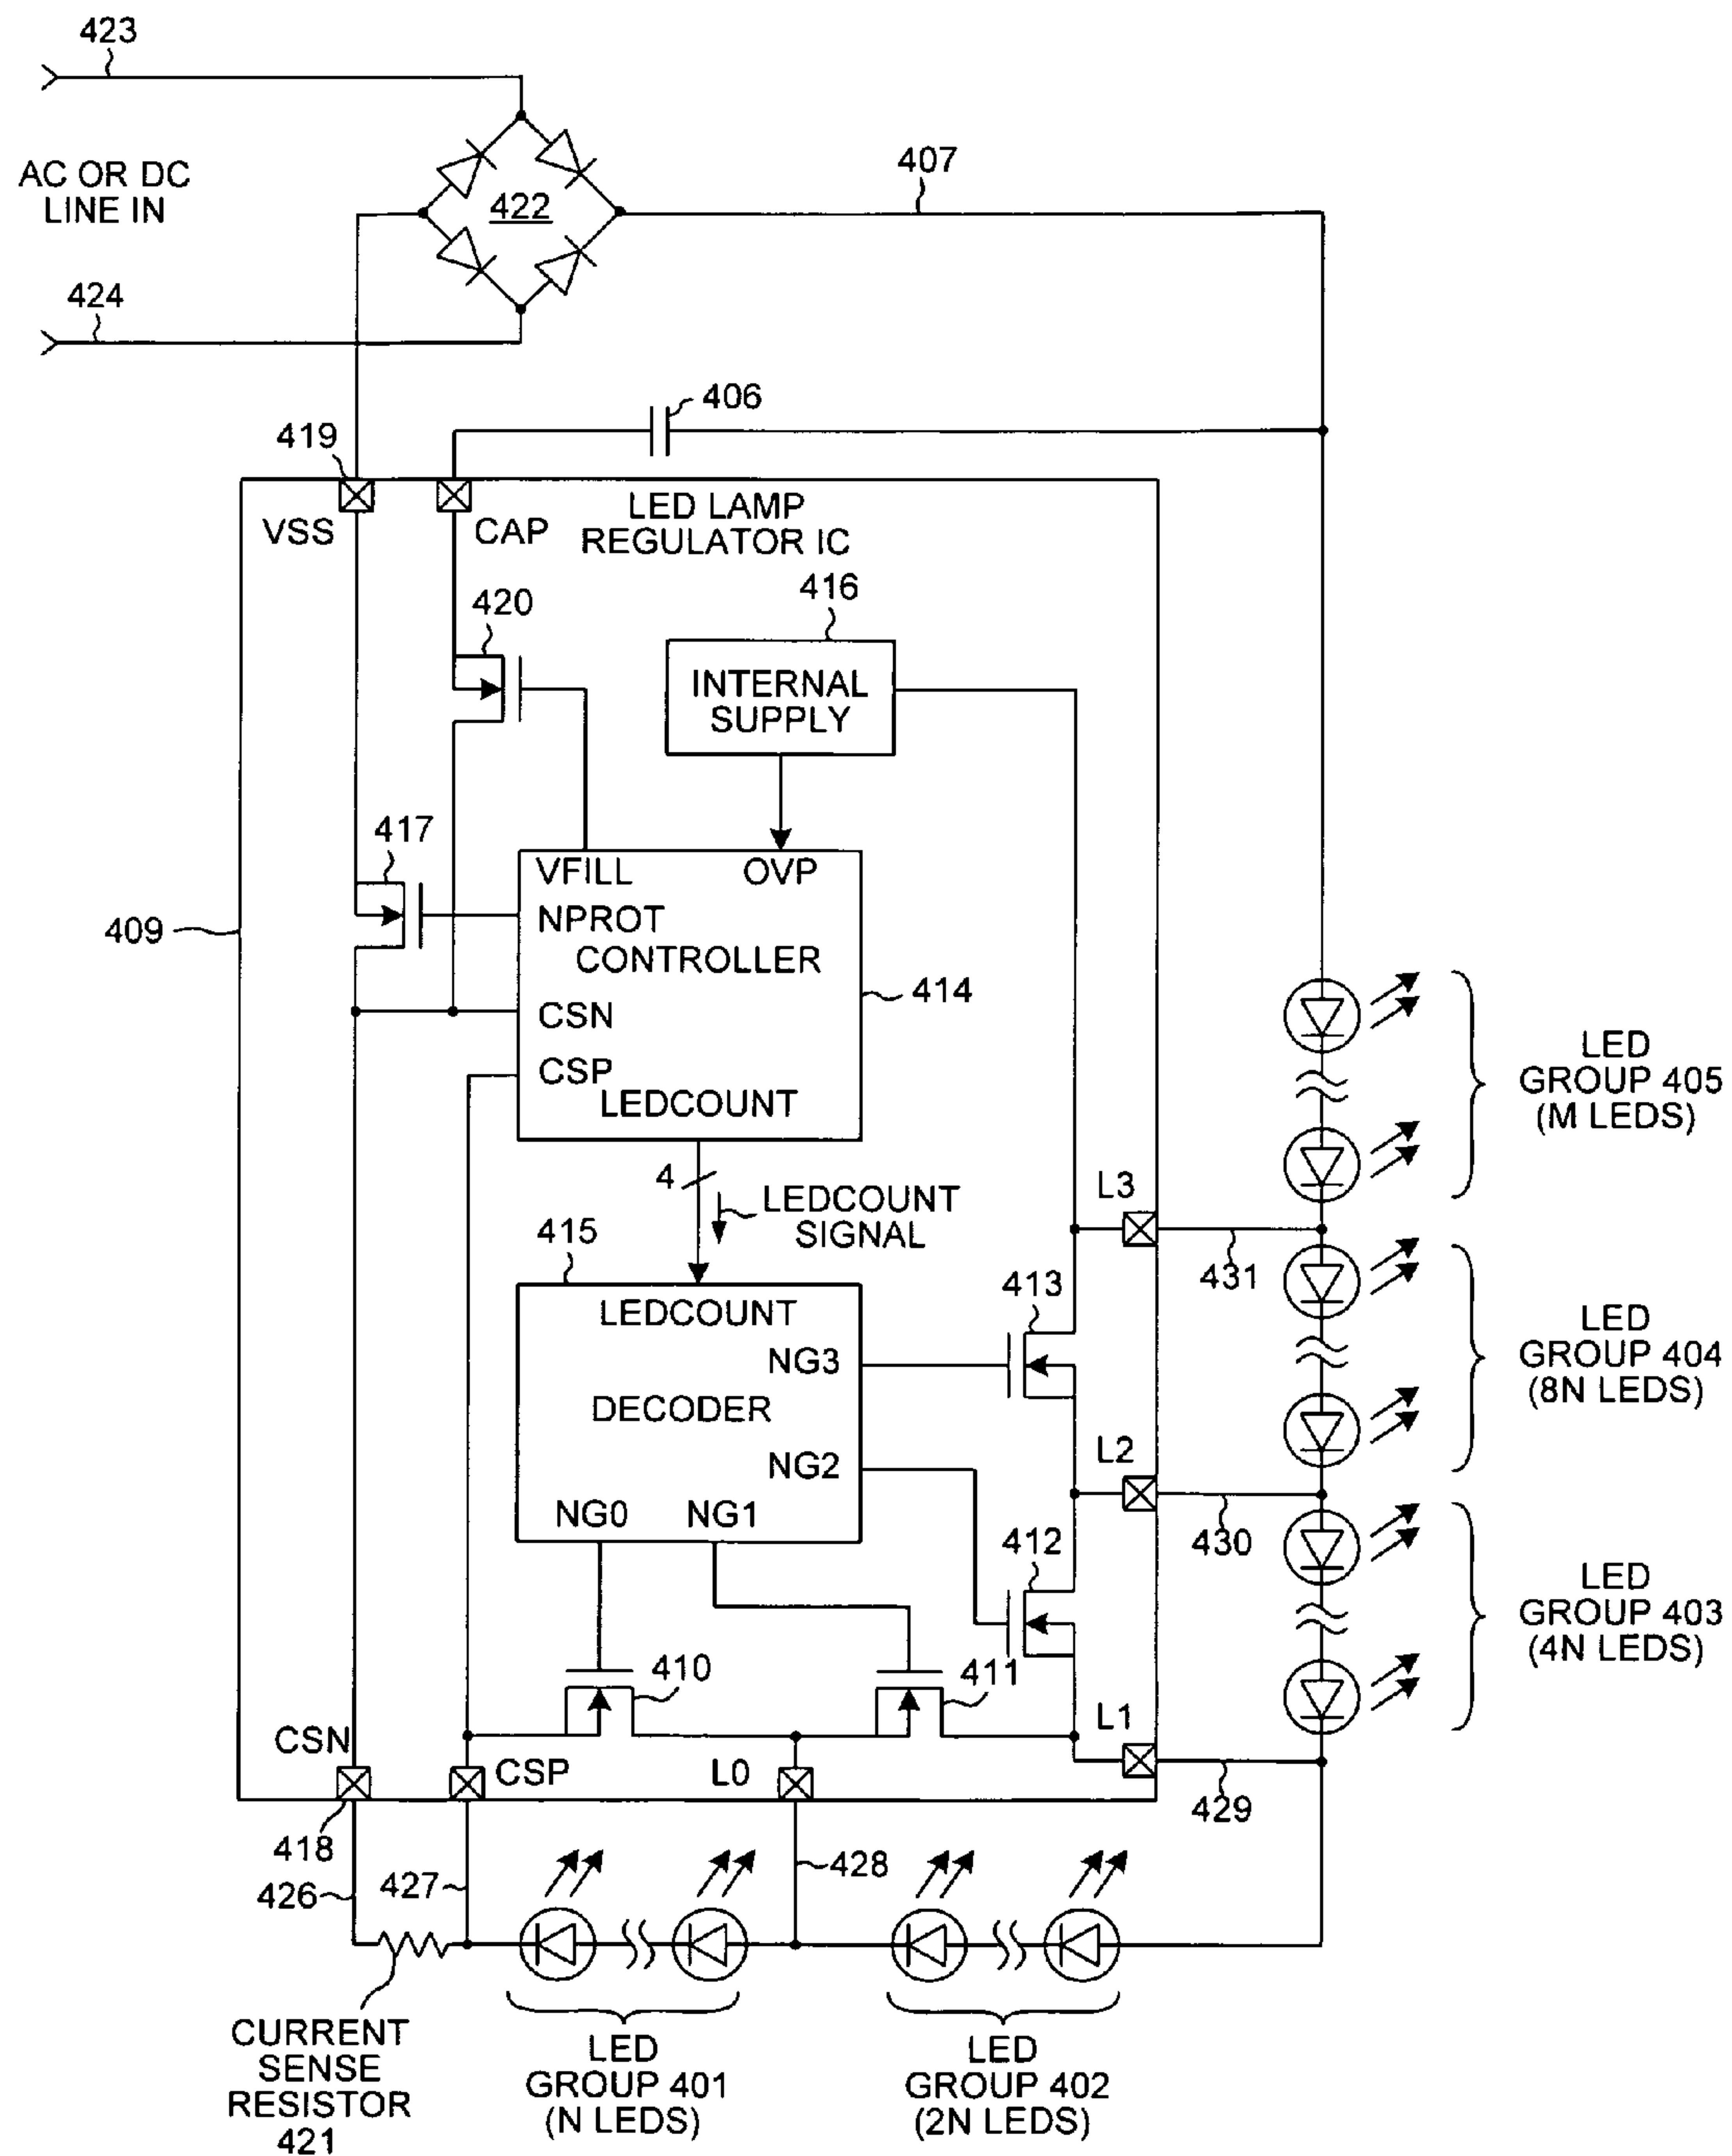 423
AC OR DC
LINE IN
422
407
424
406
419
VSS
CAP
LED LAMP
REGULATOR IC
420
416
INTERNAL
SUPPLY
417
VFILL
OVP
NPROT
CONTROLLER
409
414
CSN
CSP
LEDCOUNT
LED
GROUP 405
(M LEDS)
4
LEDCOUNT
SIGNAL
L3
431
415
LEDCOUNT
413
NG3
DECODER
LED
GROUP 404
(8N LEDS)
NG2
L2
430
NG0
NG1
412
LED
GROUP 403
(4N LEDS)
410
411
L1
CSN
CSP
L0
429
418
426
427
428
CURRENT
SENSE
RESISTOR
421
LED
GROUP 401
(N LEDS)
LED
GROUP 402
(2N LEDS)